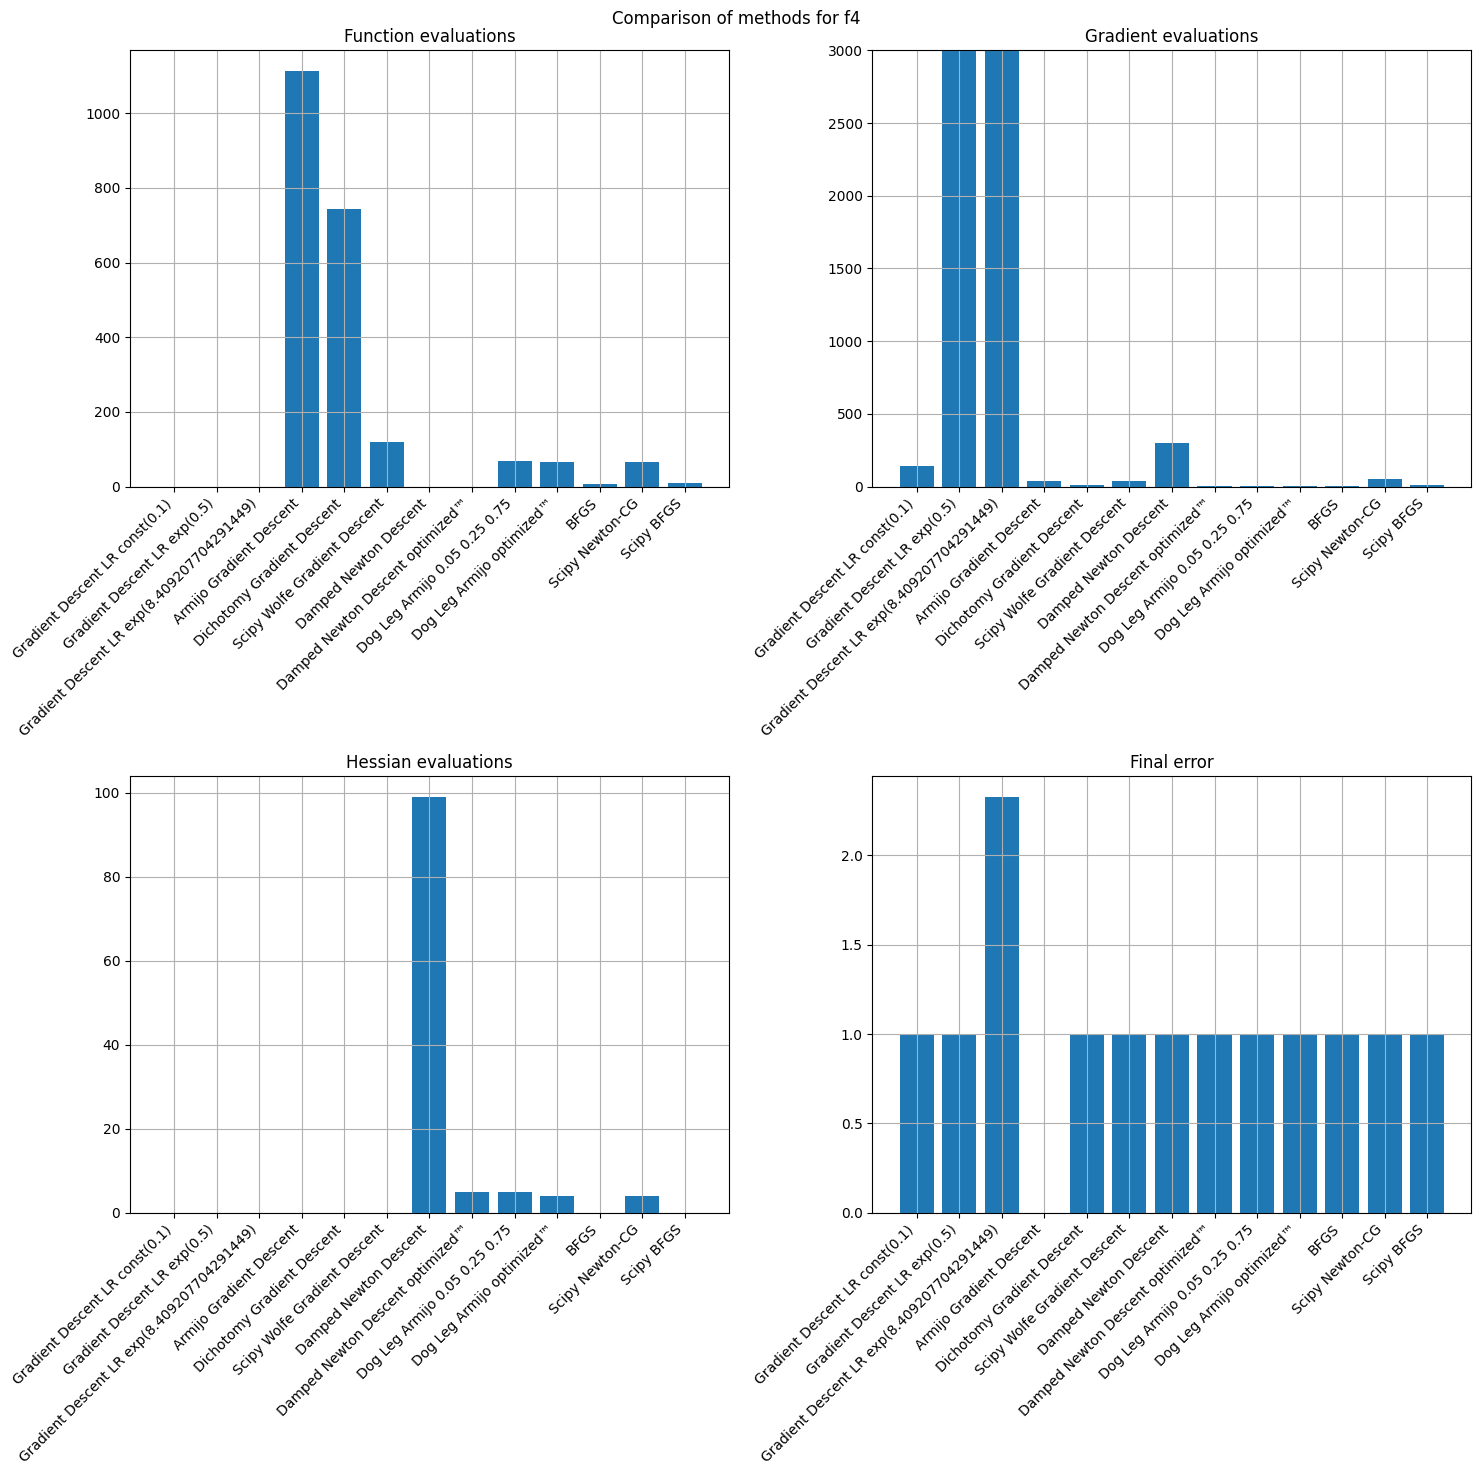 Comparison of methods for f4
Function evaluations
1000
800
600
400
200
0
Gradient Descent LR const(0.1)
Gradient Descent LR exp(0.5)
Gradient Descent LR exp(8.409207704291449)
Armijo Gradient Descent
Dichotomy Gradient Descent
Scipy Wolfe Gradient Descent
Damped Newton Descent
Damped Newton Descent optimized™
Dog Leg Armijo 0.05 0.25 0.75
Dog Leg Armijo optimized™
BFGS
Scipy Newton-CG
Scipy BFGS
Gradient evaluations
3000
2500
2000
1500
1000
500
0
Gradient Descent LR const(0.1)
Gradient Descent LR exp(0.5)
Gradient Descent LR exp(8.409207704291449)
Armijo Gradient Descent
Dichotomy Gradient Descent
Scipy Wolfe Gradient Descent
Damped Newton Descent
Damped Newton Descent optimized™
Dog Leg Armijo 0.05 0.25 0.75
Dog Leg Armijo optimized™
BFGS
Scipy Newton-CG
Scipy BFGS
Hessian evaluations
100
80
60
40
20
0
Gradient Descent LR const(0.1)
Gradient Descent LR exp(0.5)
Gradient Descent LR exp(8.409207704291449)
Armijo Gradient Descent
Dichotomy Gradient Descent
Scipy Wolfe Gradient Descent
Damped Newton Descent
Damped Newton Descent optimized™
Dog Leg Armijo 0.05 0.25 0.75
Dog Leg Armijo optimized™
BFGS
Scipy Newton-CG
Scipy BFGS
Final error
2.0
1.5
1.0
0.5
0.0
Gradient Descent LR const(0.1)
Gradient Descent LR exp(0.5)
Gradient Descent LR exp(8.409207704291449)
Armijo Gradient Descent
Dichotomy Gradient Descent
Scipy Wolfe Gradient Descent
Damped Newton Descent
Damped Newton Descent optimized™
Dog Leg Armijo 0.05 0.25 0.75
Dog Leg Armijo optimized™
BFGS
Scipy Newton-CG
Scipy BFGS